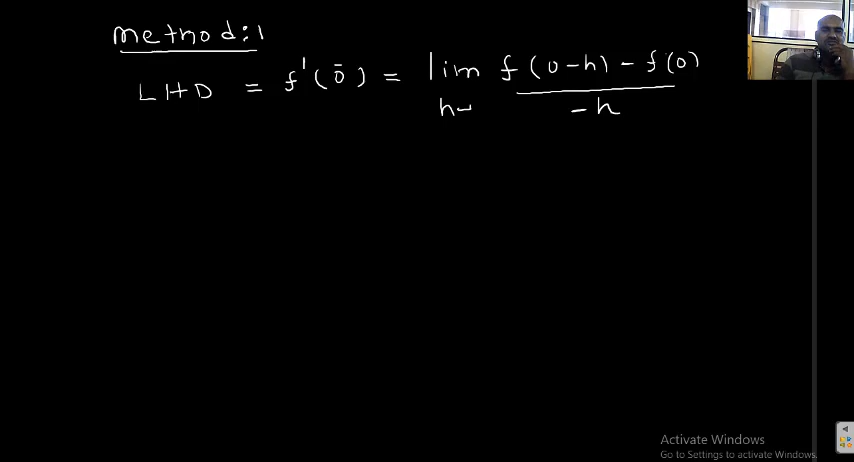 method:1
LHD = f'(0̄) = lim f(0-h) - f(0)
h→ -h
Activate Windows
Go to Settings to activate Windows.